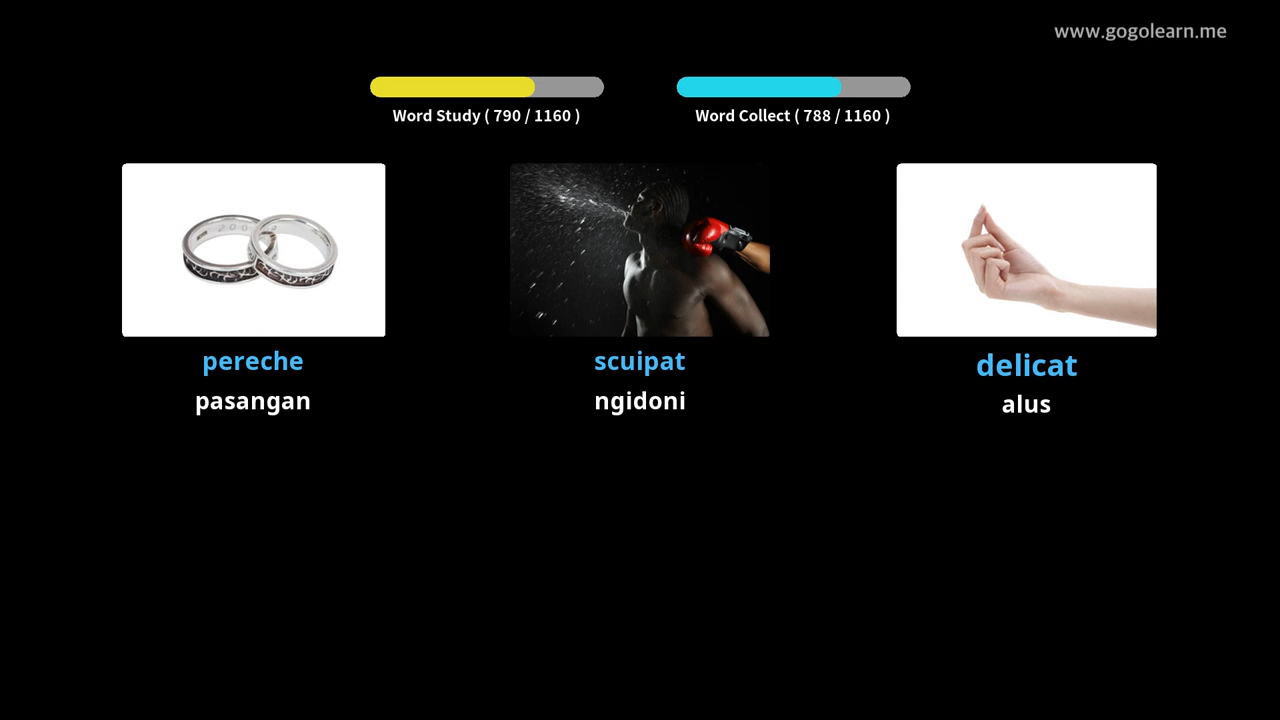 www.gogolearn.me
Word Study ( 790 / 1160 )
Word Collect ( 788 / 1160 )
pereche
pasangan
scuipat
ngidoni
delicat
alus